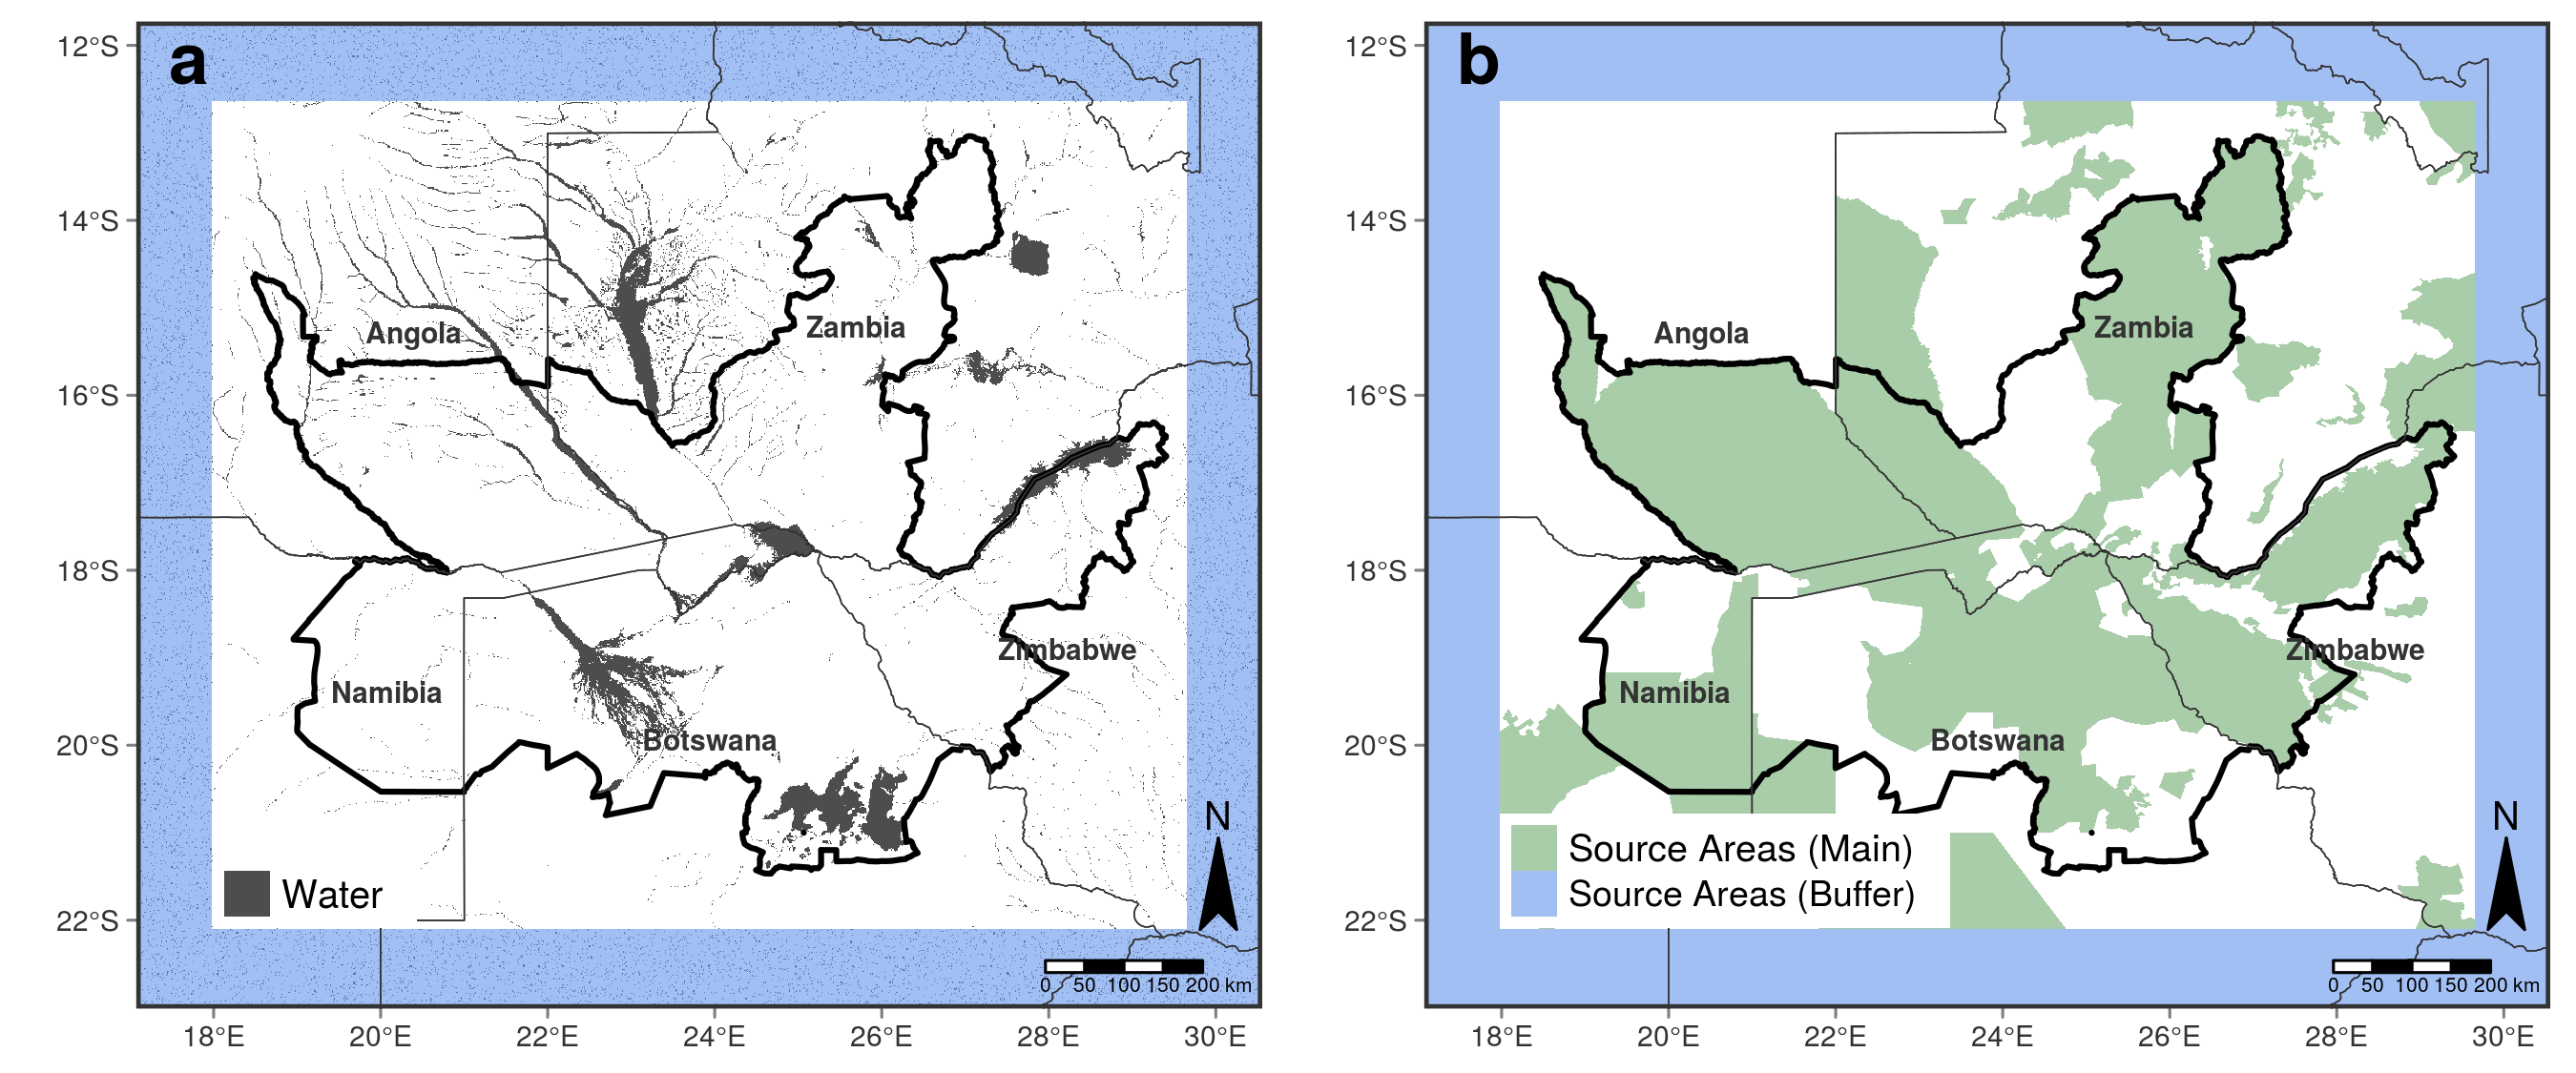 a
12°S
14°S
16°S
18°S
20°S
22°S
Angola
Zambia
Zimbabwe
Namibia
Botswana
Water
N
0 50 100 150 200 km
18°E 20°E 22°E 24°E 26°E 28°E 30°E
b
12°S
14°S
16°S
18°S
20°S
22°S
Angola
Zambia
Zimbabwe
Namibia
Botswana
Source Areas (Main)
Source Areas (Buffer)
N
0 50 100 150 200 km
18°E 20°E 22°E 24°E 26°E 28°E 30°E